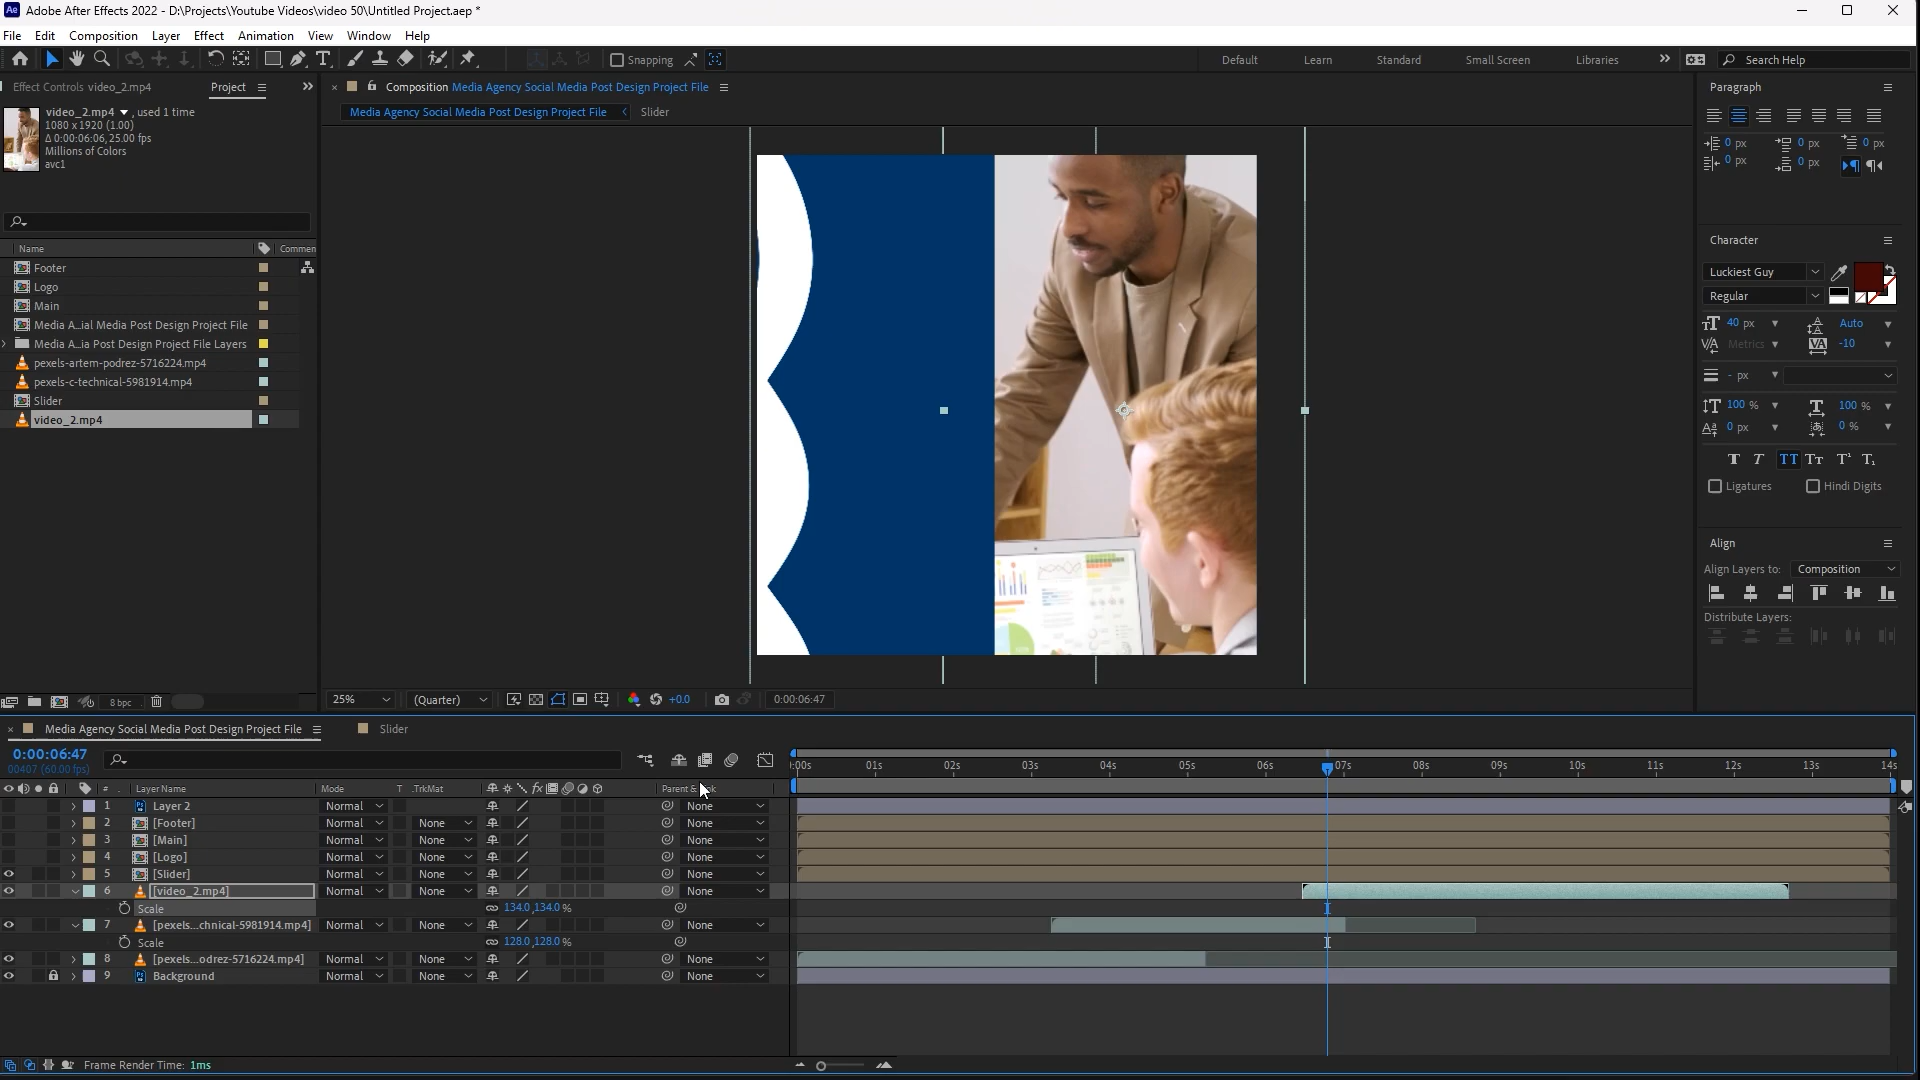 Adobe After Effects 2022 - D:\Projects\Youtube Videos\video 50\Untitled Project.aep *
File Edit Composition Layer Effect Animation View Window Help
Snapping
Default Learn Standard Small Screen Libraries Search Help
Effect Controls video_2.mp4 Project
video_2.mp4 , used 1 time
1080 x 1920 (1.00)
Δ 0:00:06:06, 25.00 fps
Millions of Colors
avc1
Name Commen
Footer
Logo
Main
Media A...ial Media Post Design Project File
Media A...ia Post Design Project File Layers
pexels-artem-podrez-5716224.mp4
pexels-c-technical-5981914.mp4
Slider
video_2.mp4
8 bpc
Composition Media Agency Social Media Post Design Project File
Media Agency Social Media Post Design Project File Slider
25% (Quarter) +0.0 0:00:06:47
Paragraph
0 px 0 px 0 px
0 px 0 px
Character
Luckiest Guy
Regular
40 px Auto
Metrics -10
- px
100 % 100 %
0 px 0 %
T T TT Tt T¹ T₁
Ligatures Hindi Digits
Align
Align Layers to: Composition
Distribute Layers:
Media Agency Social Media Post Design Project File Slider
0:00:06:47
00407 (60.00 fps)
:00s 01s 02s 03s 04s 05s 06s 07s 08s 09s 10s 11s 12s 13s 14s
# . Layer Name Mode T .TrkMat Parent &
1 Layer 2 Normal None
2 [Footer] Normal None None
3 [Main] Normal None None
4 [Logo] Normal None None
5 [Slider] Normal None None
6 [video_2.mp4] Normal None None
Scale 134.0,134.0 %
7 [pexels...chnical-5981914.mp4] Normal None None
Scale 128.0,128.0 %
8 [pexels...odrez-5716224.mp4] Normal None None
9 Background Normal None None
Frame Render Time: 1ms